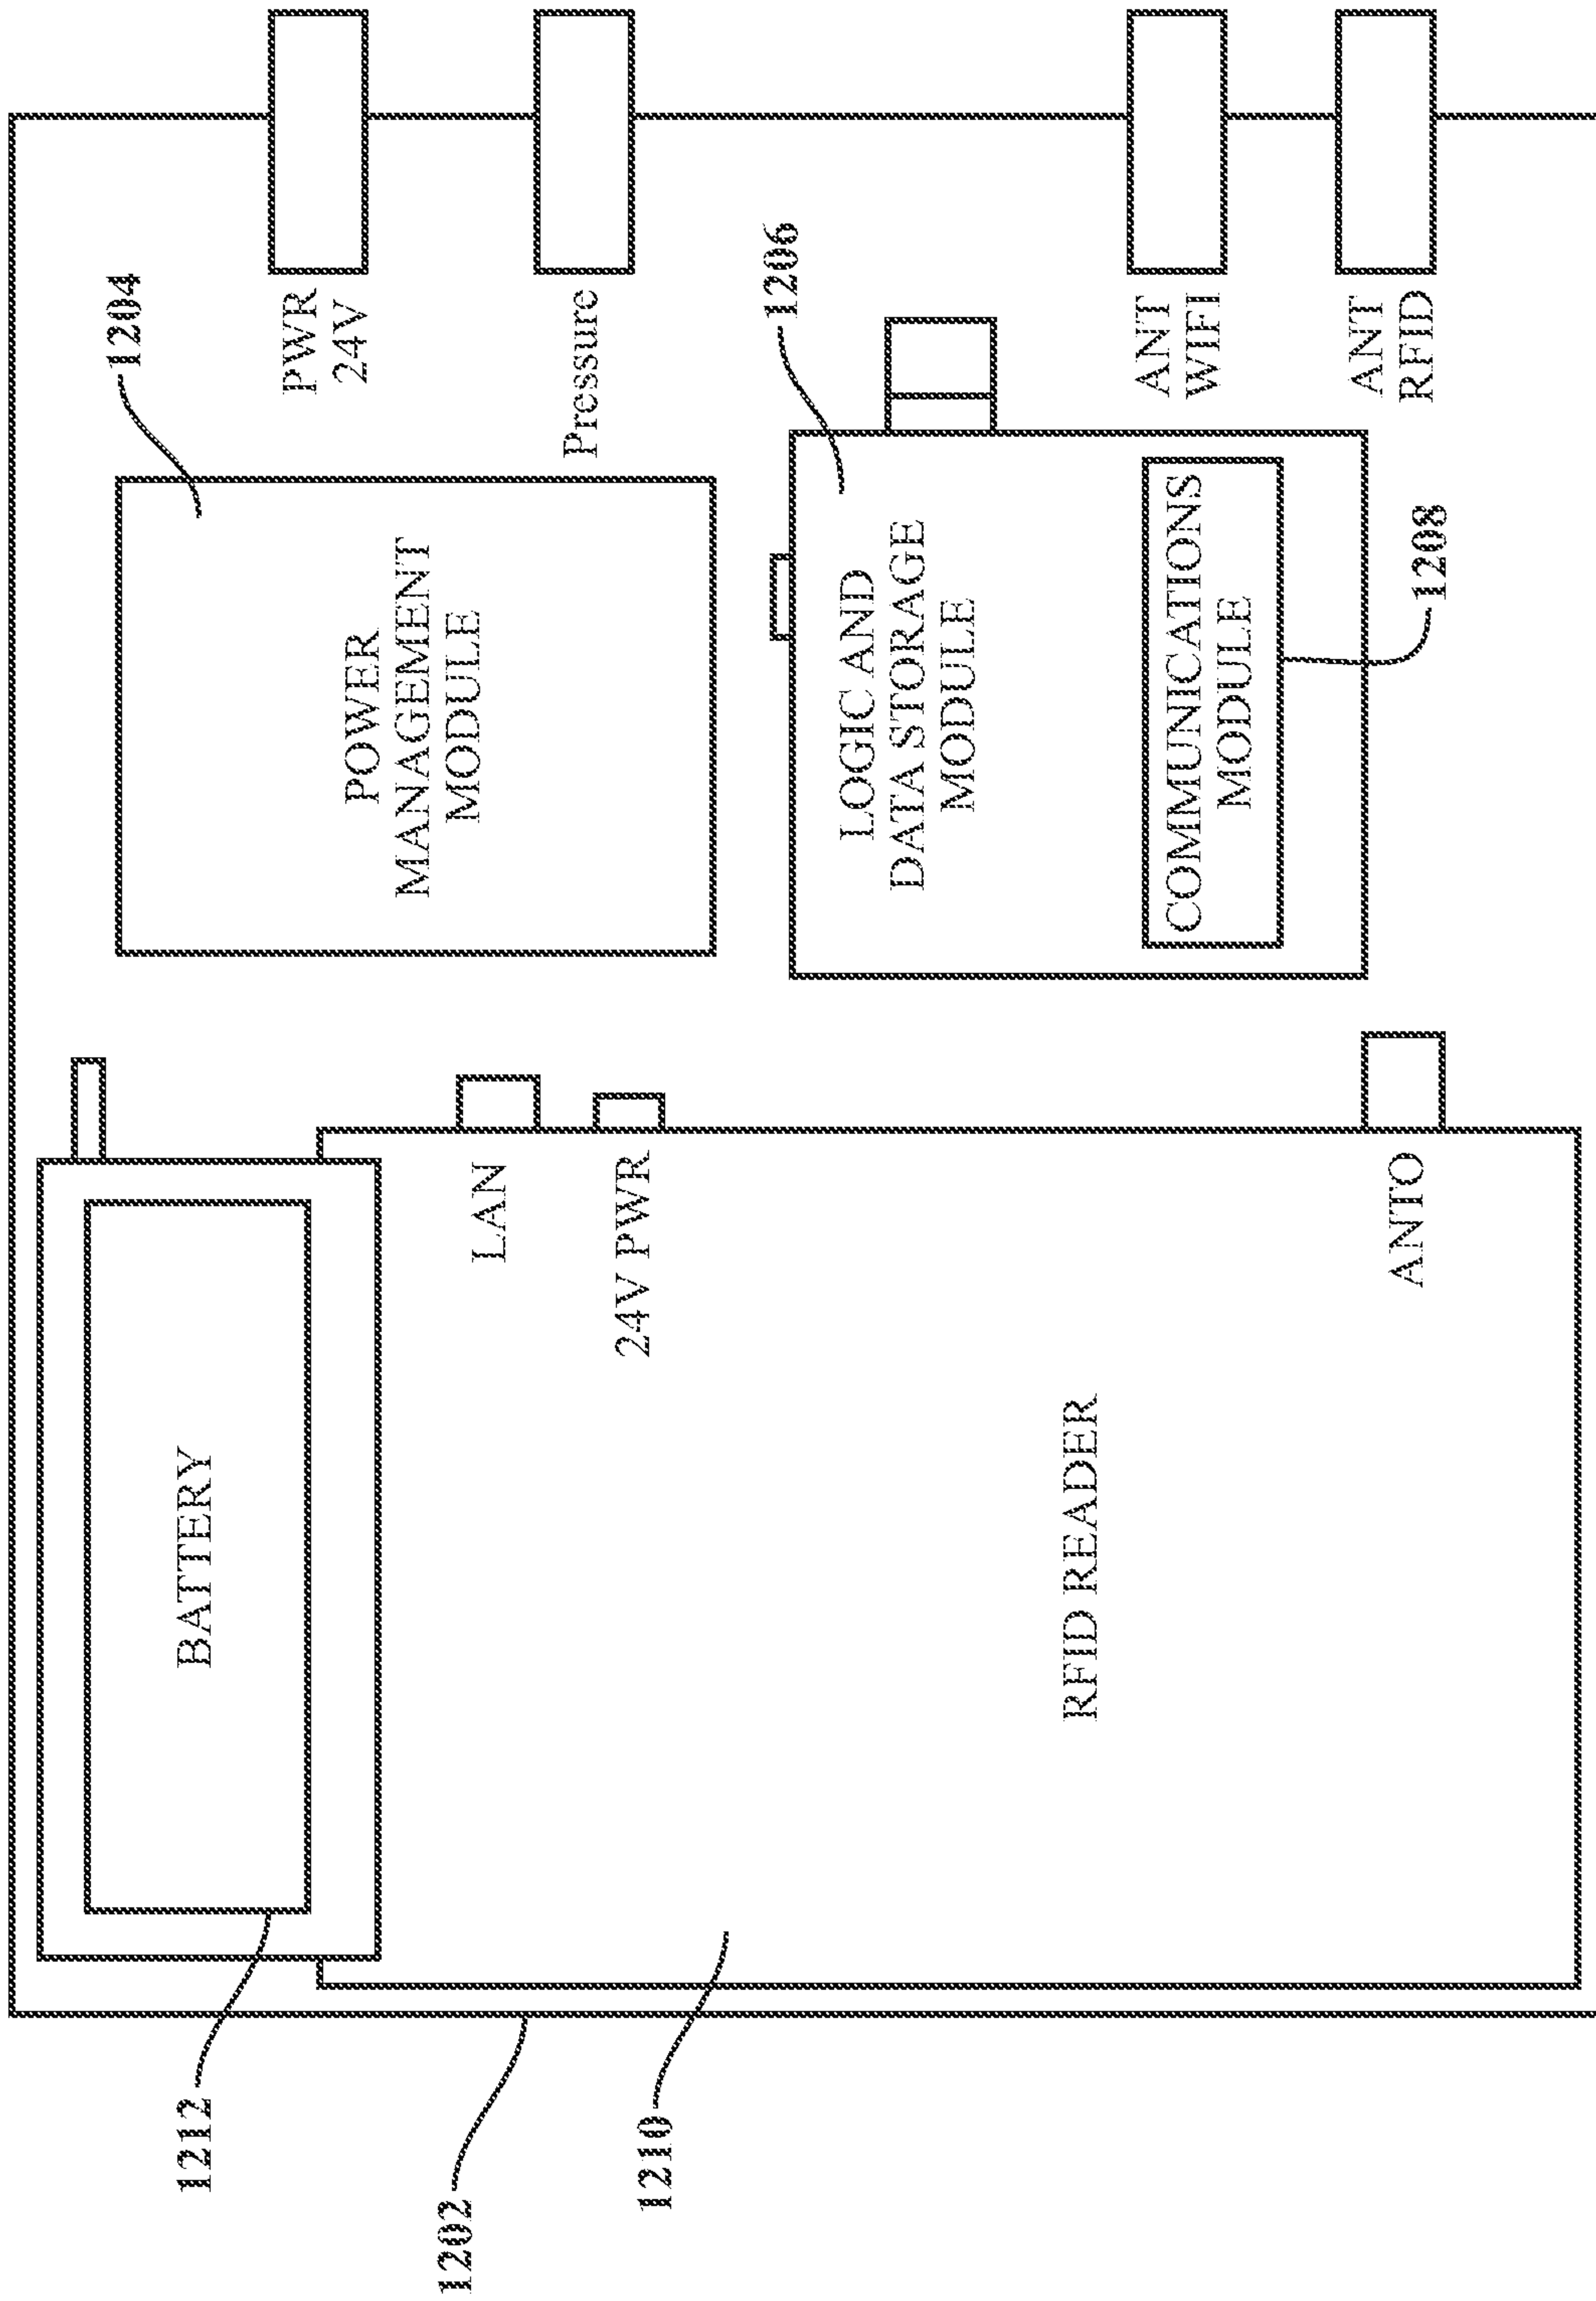 1204
1212
BATTERY
PWR
24V
POWER
MANAGEMENT
MODULE
1202
LAN
Pressure
24V PWR
1210
1206
LOGIC AND
DATA STORAGE
MODULE
RFID READER
ANT
WIFI
COMMUNICATIONS
MODULE
ANT
RFID
ANTO
1208